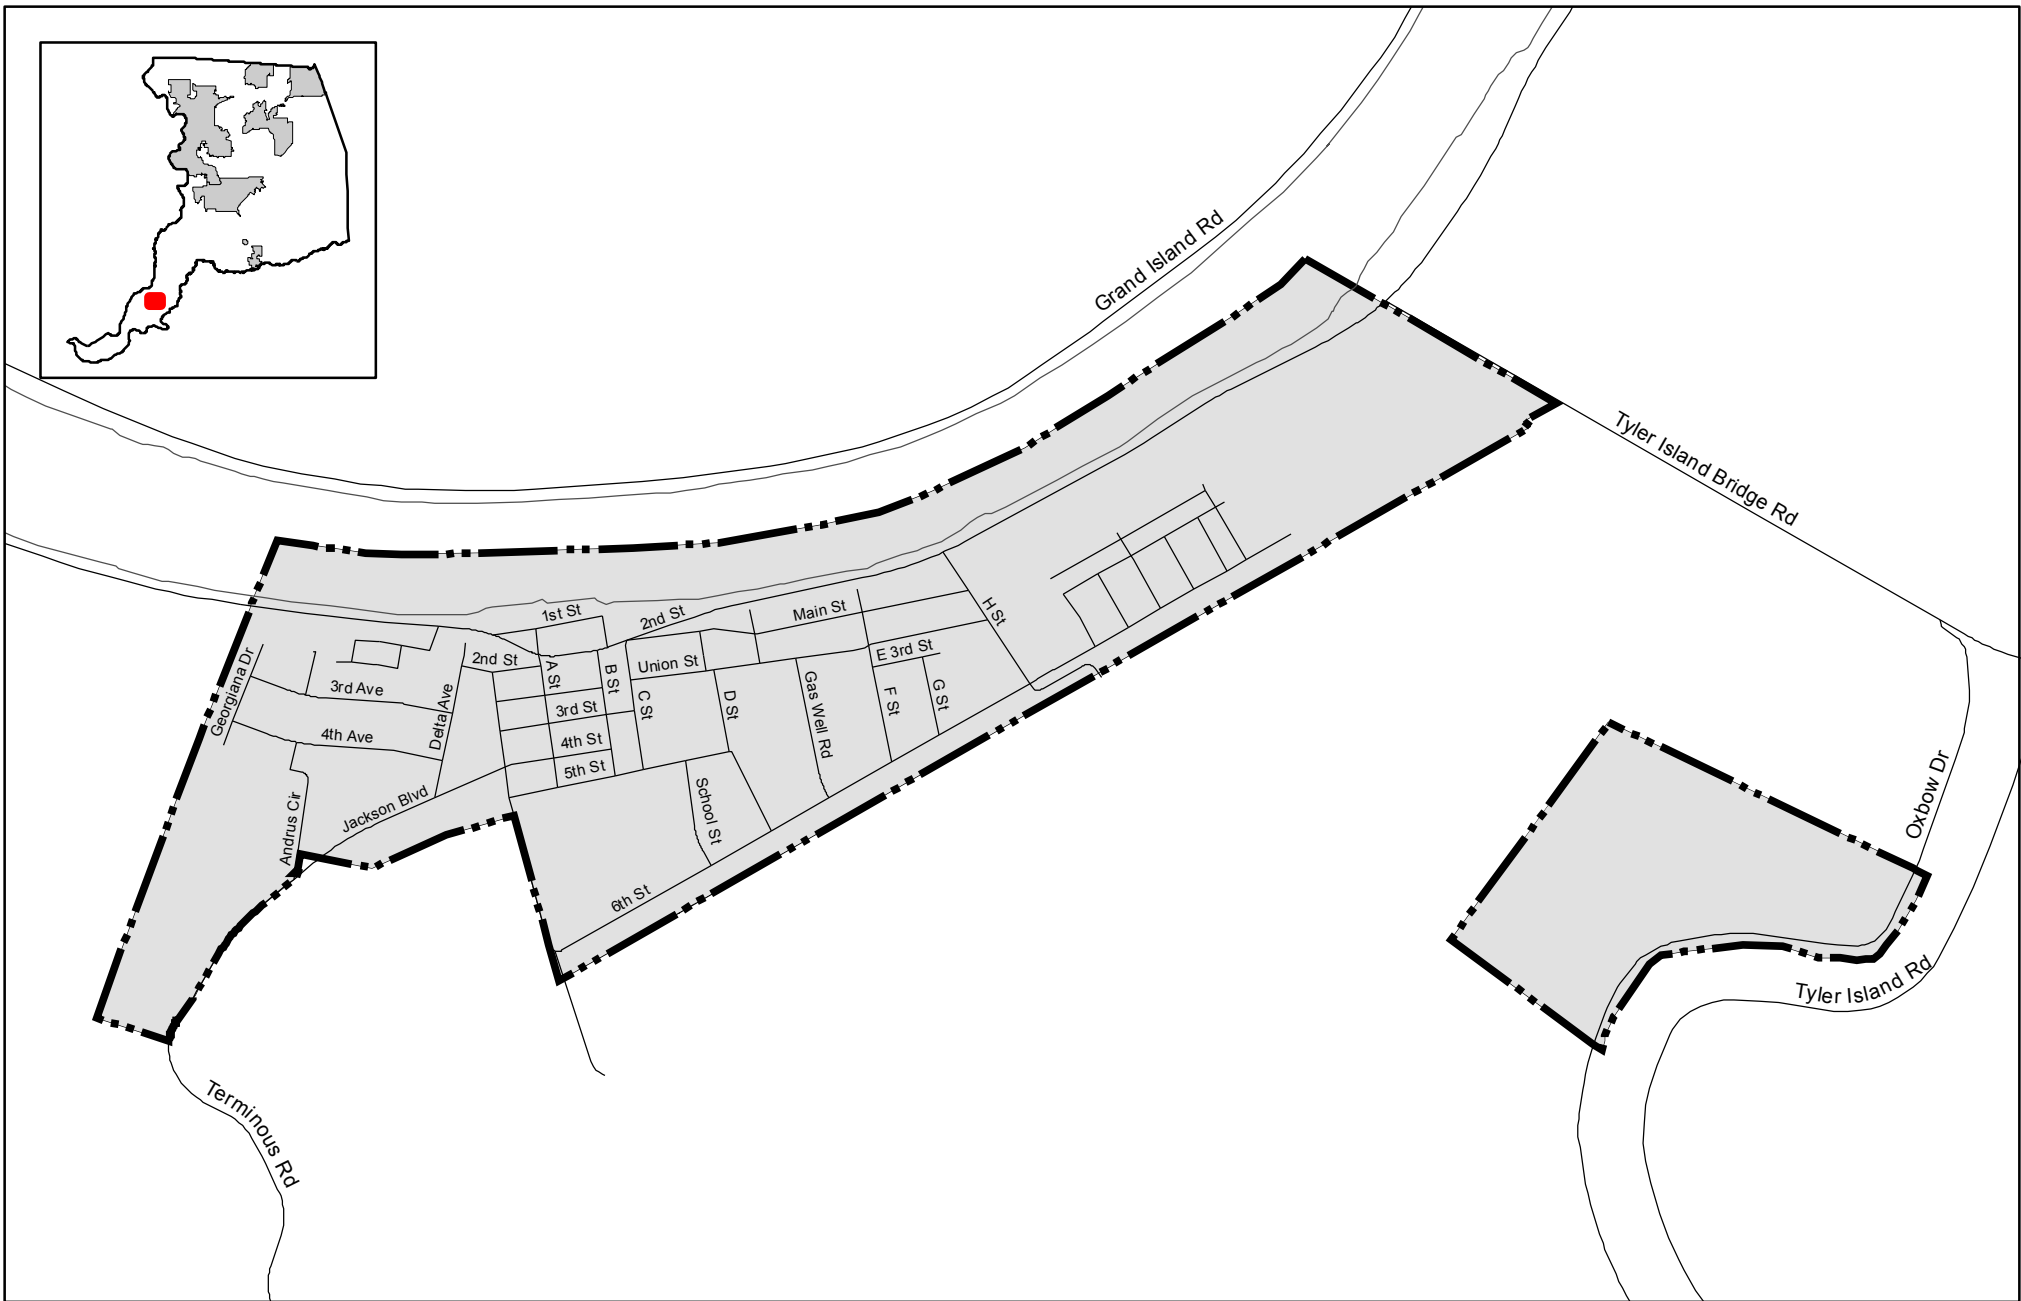 Grand Island Rd
Tyler Island Bridge Rd
1st St
2nd St
Main St
H St
2nd St
Union St
E 3rd St
Georgiana Dr
3rd Ave
Delta Ave
A St
B St
C St
D St
Gas Well Rd
F St
G St
3rd St
4th Ave
4th St
5th St
Jackson Blvd
Andrus Cir
School St
6th St
Oxbow Dr
Tyler Island Rd
Terminous Rd